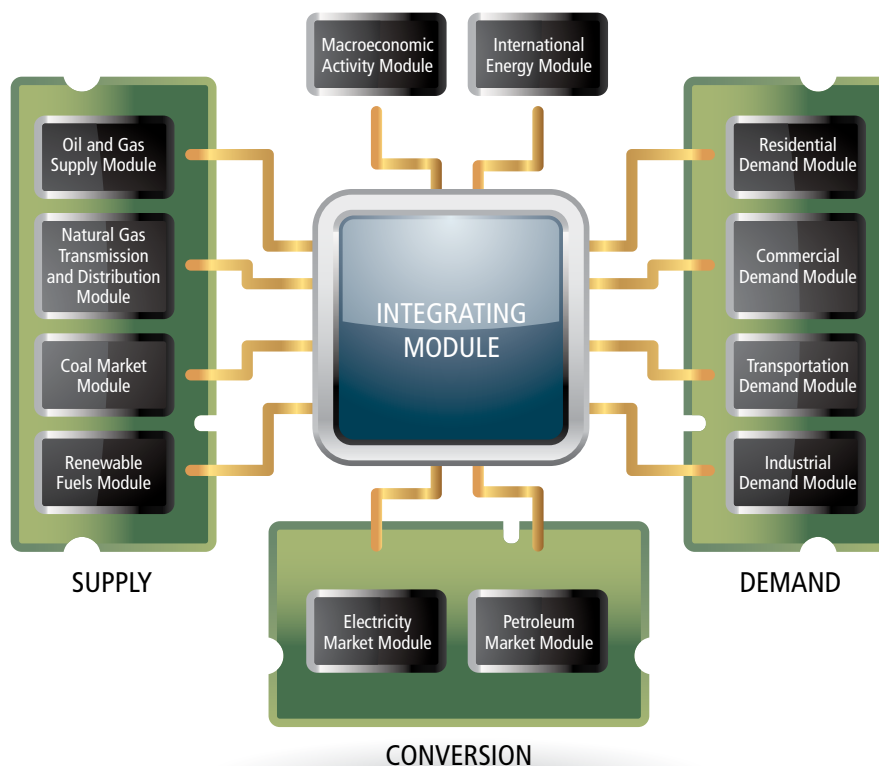 Macroeconomic
Activity Module
International
Energy Module
Oil and Gas
Supply Module
Natural Gas
Transmission
and Distribution
Module
Coal Market
Module
Renewable
Fuels Module
SUPPLY
INTEGRATING
MODULE
Residential
Demand Module
Commercial
Demand Module
Transportation
Demand Module
Industrial
Demand Module
DEMAND
Electricity
Market Module
Petroleum
Market Module
CONVERSION